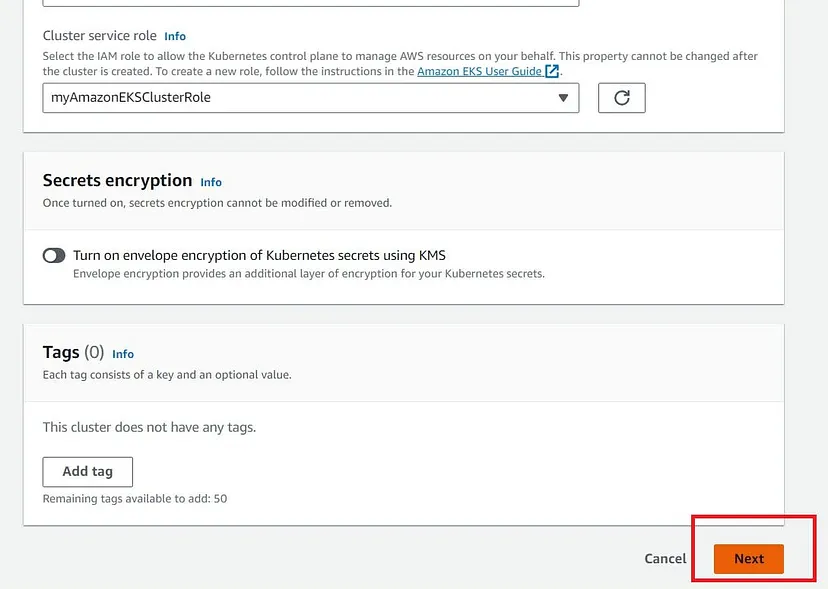 Cluster service role Info
Select the IAM role to allow the Kubernetes control plane to manage AWS resources on your behalf. This property cannot be changed after
the cluster is created. To create a new role, follow the instructions in the Amazon EKS User Guide.
myAmazonEKSClusterRole
Secrets encryption Info
Once turned on, secrets encryption cannot be modified or removed.
Turn on envelope encryption of Kubernetes secrets using KMS
Envelope encryption provides an additional layer of encryption for your Kubernetes secrets.
Tags (0) Info
Each tag consists of a key and an optional value.
This cluster does not have any tags.
Add tag
Remaining tags available to add: 50
Cancel Next